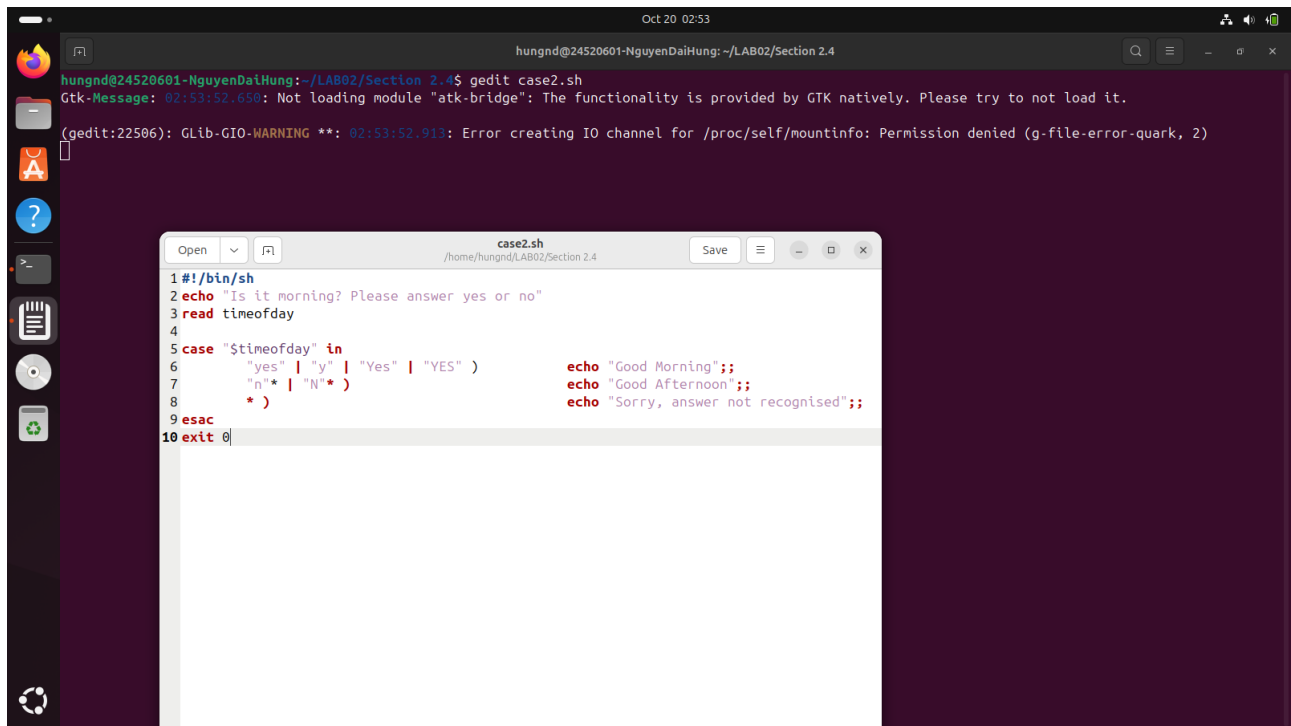 Oct 20 02:53
hungnd@24520601-NguyenDaiHung: ~/LAB02/Section 2.4
hungnd@24520601-NguyenDaiHung:~/LAB02/Section 2.4$ gedit case2.sh
Gtk-Message: 02:53:52.650: Not loading module "atk-bridge": The functionality is provided by GTK natively. Please try to not load it.
(gedit:22506): GLib-GIO-WARNING **: 02:53:52.913: Error creating IO channel for /proc/self/mountinfo: Permission denied (g-file-error-quark, 2)
Open
case2.sh
/home/hungnd/LAB02/Section 2.4
Save
1 #!/bin/sh
2 echo "Is it morning? Please answer yes or no"
3 read timeofday
4
5 case "$timeofday" in
6 "yes" | "y" | "Yes" | "YES" ) echo "Good Morning";;
7 "n"* | "N"* ) echo "Good Afternoon";;
8 * ) echo "Sorry, answer not recognised";;
9 esac
10 exit 0